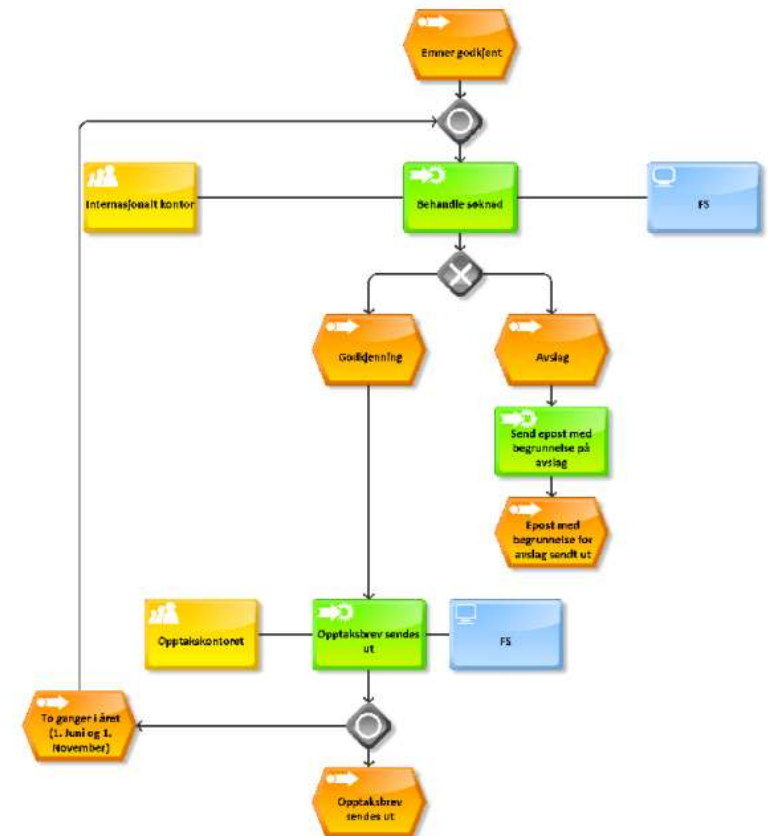 Emner godkjent
Internasjonalt kontor
Behandle søknad
FS
Godkjenning
Avslag
Send epost med
begrunnelse på
avslag
Epost med
begrunnelse for
avslag sendt ut
Opptakskontoret
Opptaksbrev sendes
ut
FS
To ganger i året
(1. Juni og 1.
November)
Opptaksbrev
sendes ut